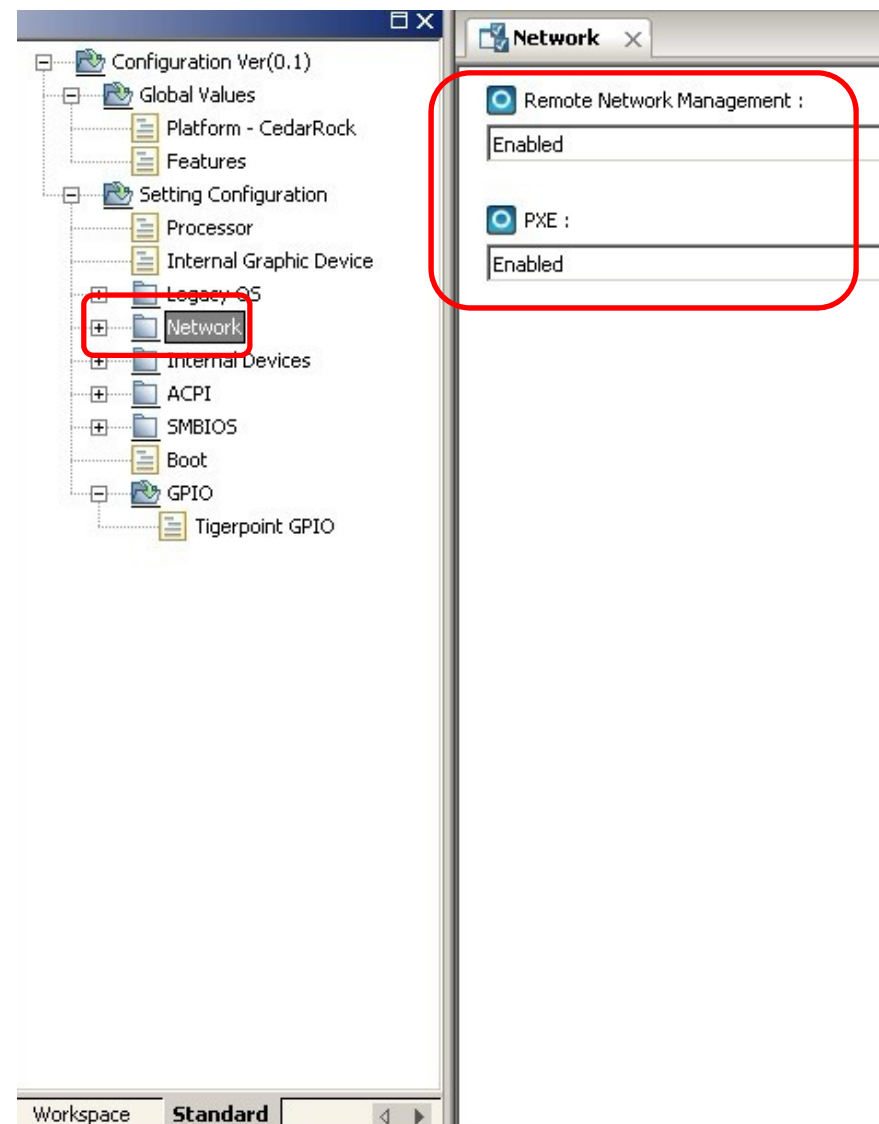 Configuration Ver(0.1)
Global Values
Platform - CedarRock
Features
Setting Configuration
Processor
Internal Graphic Device
Legacy OS
Network
Internal Devices
ACPI
SMBIOS
Boot
GPIO
Tigerpoint GPIO
Workspace
Standard
Network
Remote Network Management :
Enabled
PXE :
Enabled